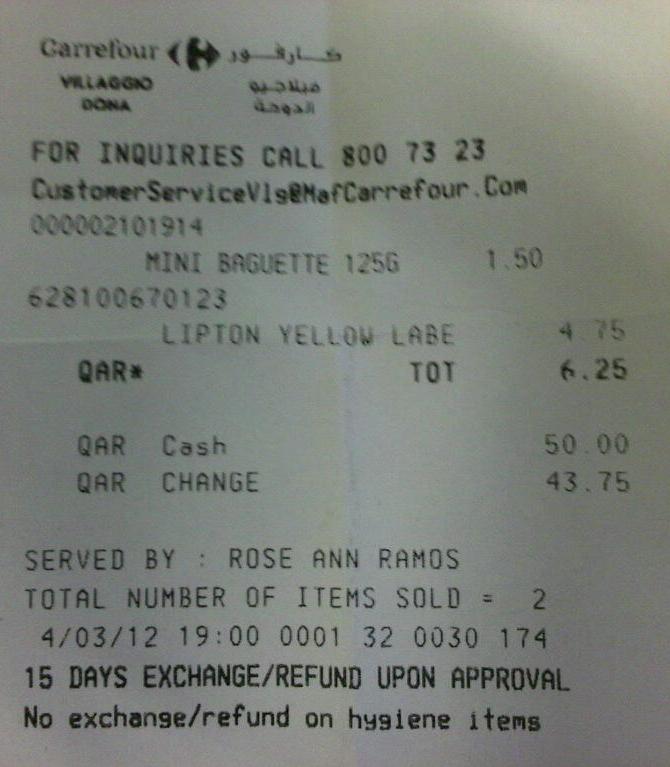 Carrefour كارفور
VILLAGGIO فيلاجيو
DOHA الدوحة
FOR INQUIRIES CALL 800 73 23
CustomerServiceVlg@MafCarrefour.Com
000002101914
MINI BAGUETTE 125G 1.50
628100670123
LIPTON YELLOW LABE 4.75
QAR* TOT 6.25
QAR Cash 50.00
QAR CHANGE 43.75
SERVED BY : ROSE ANN RAMOS
TOTAL NUMBER OF ITEMS SOLD = 2
4/03/12 19:00 0001 32 0030 174
15 DAYS EXCHANGE/REFUND UPON APPROVAL
No exchange/refund on hygiene items